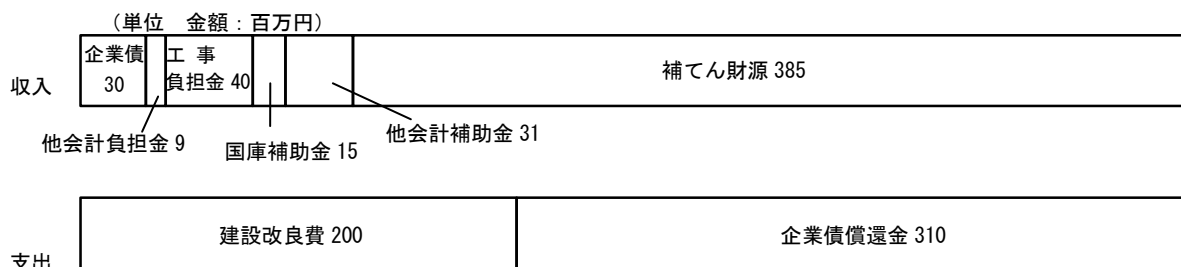 （単位　金額：百万円）
収入
企業債
30
工 事
負担金 40
補てん財源 385
他会計負担金 9
国庫補助金 15
他会計補助金 31
支出
建設改良費 200
企業債償還金 310